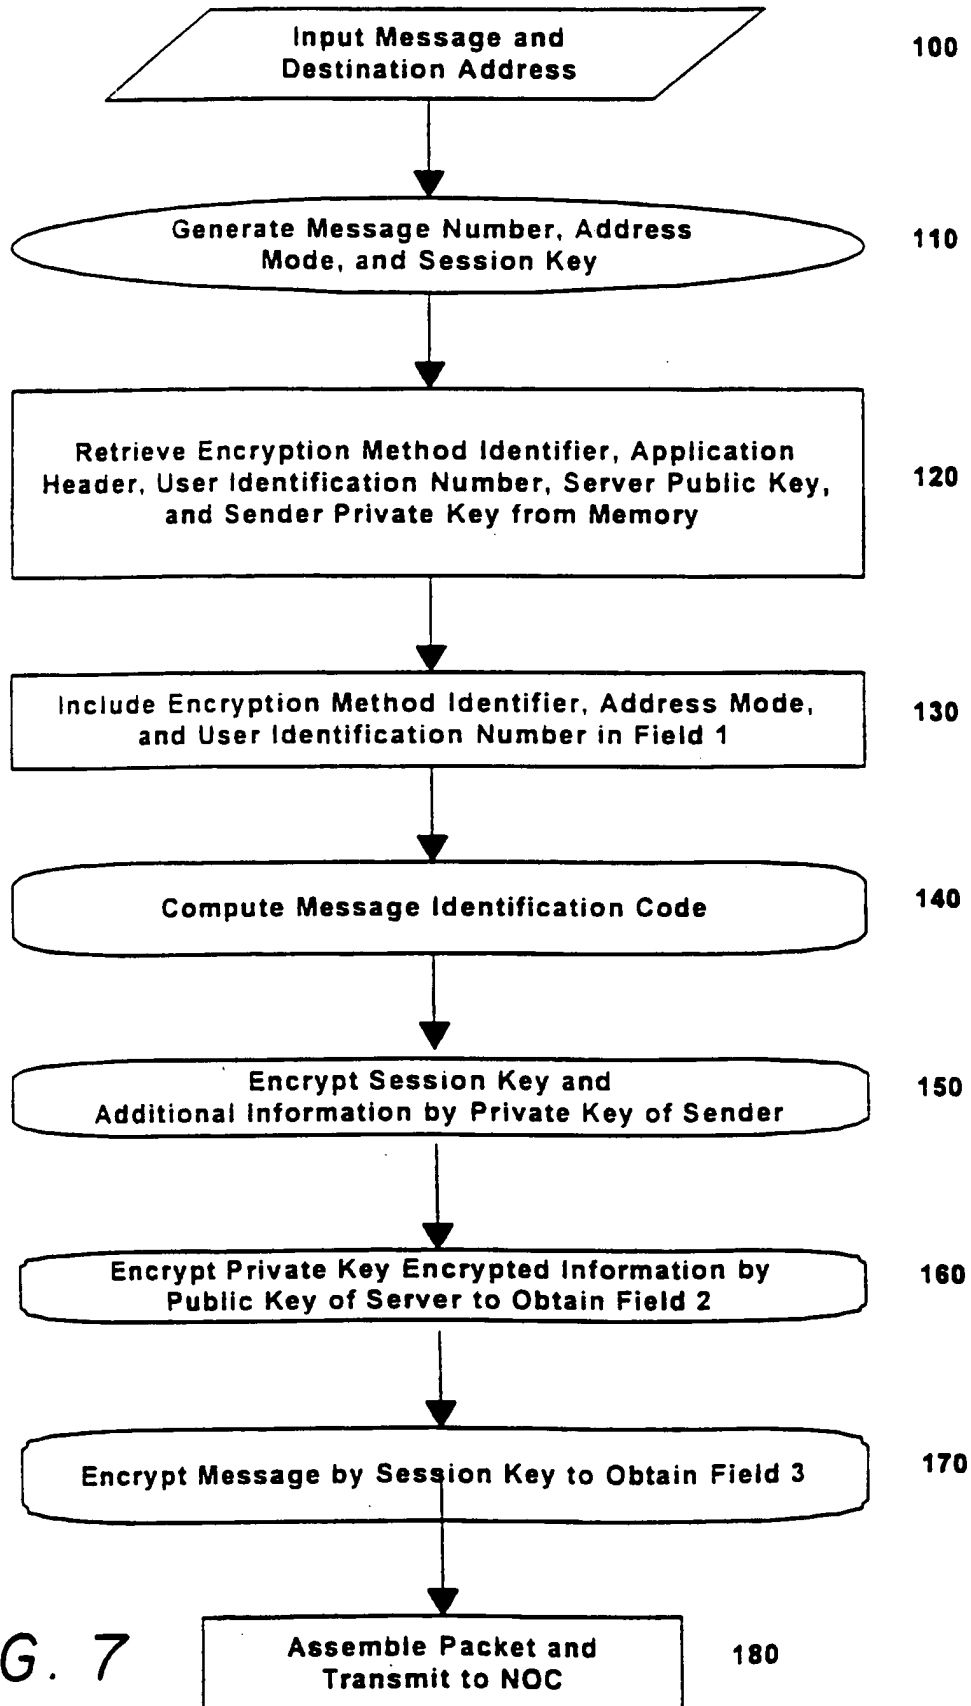 Input Message and
Destination Address
100
Generate Message Number, Address
Mode, and Session Key
110
Retrieve Encryption Method Identifier, Application
Header, User Identification Number, Server Public Key,
and Sender Private Key from Memory
120
Include Encryption Method Identifier, Address Mode,
and User Identification Number in Field 1
130
Compute Message Identification Code
140
Encrypt Session Key and
Additional Information by Private Key of Sender
150
Encrypt Private Key Encrypted Information by
Public Key of Server to Obtain Field 2
160
Encrypt Message by Session Key to Obtain Field 3
170
Assemble Packet and
Transmit to NOC
180
G. 7